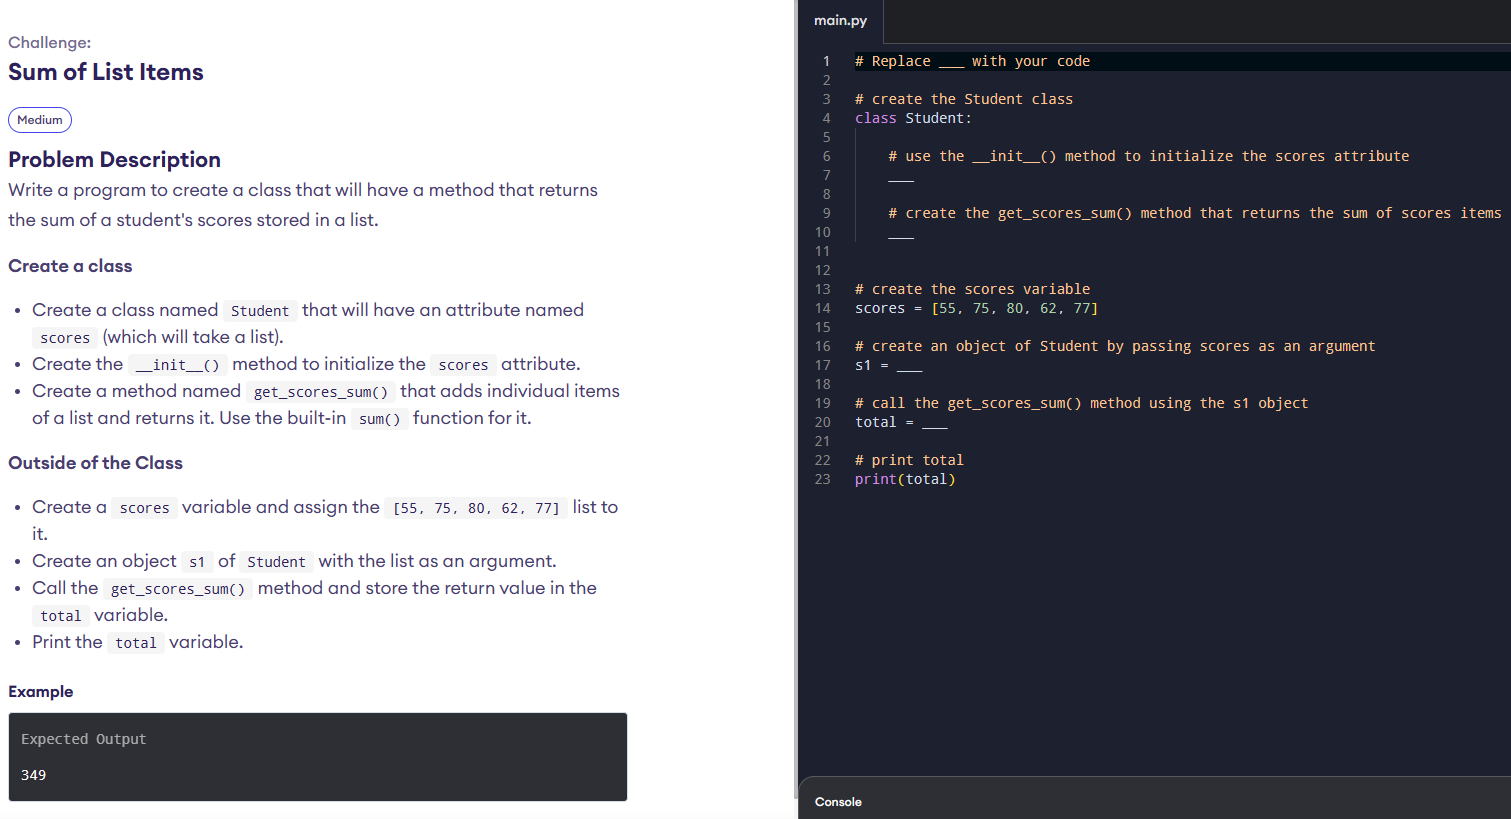 Challenge:
Sum of List Items
Medium
Problem Description
Write a program to create a class that will have a method that returns
the sum of a student's scores stored in a list.
Create a class
• Create a class named Student that will have an attribute named
scores (which will take a list).
• Create the __init__() method to initialize the scores attribute.
• Create a method named get_scores_sum() that adds individual items
of a list and returns it. Use the built-in sum() function for it.
Outside of the Class
• Create a scores variable and assign the [55, 75, 80, 62, 77] list to
it.
• Create an object s1 of Student with the list as an argument.
• Call the get_scores_sum() method and store the return value in the
total variable.
• Print the total variable.
Example
Expected Output
349
main.py
1 # Replace ___ with your code
2
3 # create the Student class
4 class Student:
5
6     # use the __init__() method to initialize the scores attribute
7     ___
8
9     # create the get_scores_sum() method that returns the sum of scores items
10     ___
11
12
13 # create the scores variable
14 scores = [55, 75, 80, 62, 77]
15
16 # create an object of Student by passing scores as an argument
17 s1 = ___
18
19 # call the get_scores_sum() method using the s1 object
20 total = ___
21
22 # print total
23 print(total)
Console